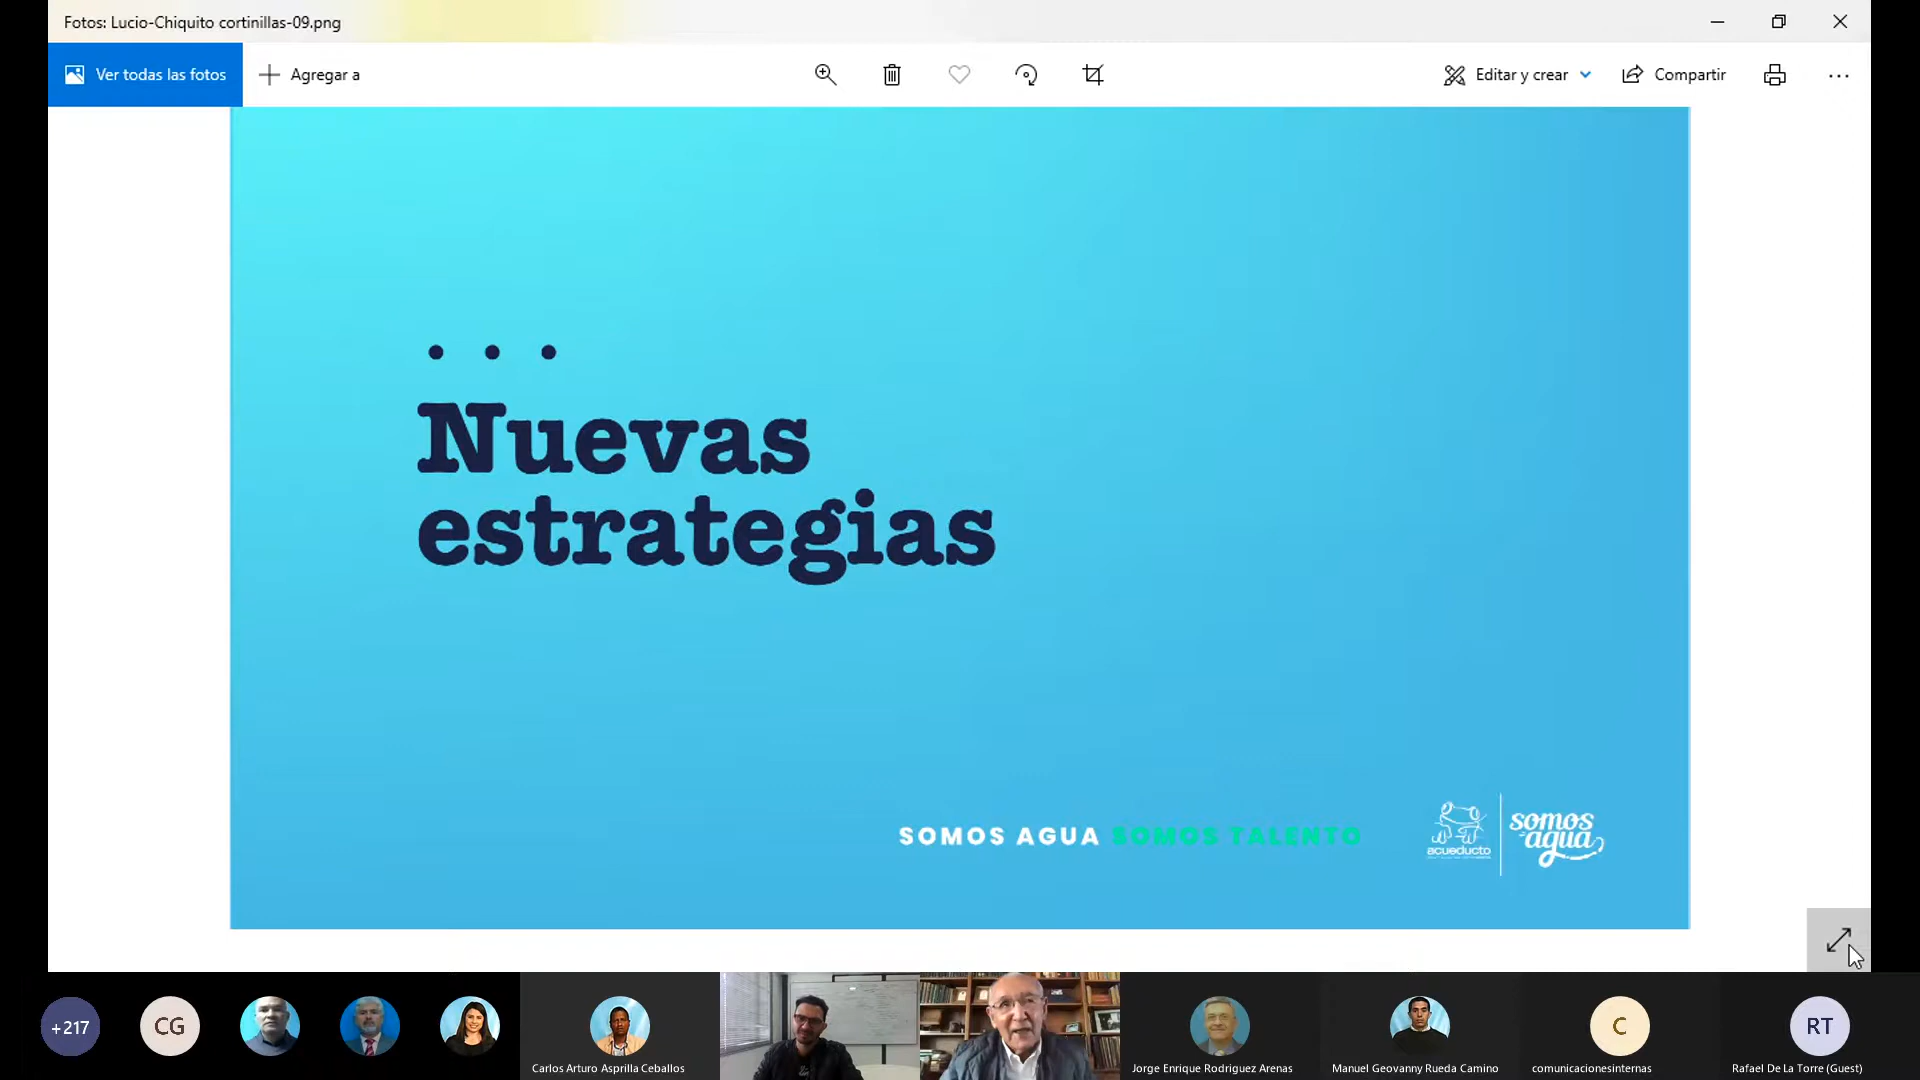 Fotos: Lucio-Chiquito cortinillas-09.png
Ver todas las fotos
Agregar a
Editar y crear
Compartir
Nuevas
estrategias
SOMOS AGUA SOMOS TALENTO
acueducto
somos
agua
+217
CG
C
RT
Carlos Arturo Asprilla Ceballos
Jorge Enrique Rodriguez Arenas
Manuel Geovanny Rueda Camino
comunicacionesinternas
Rafael De La Torre (Guest)